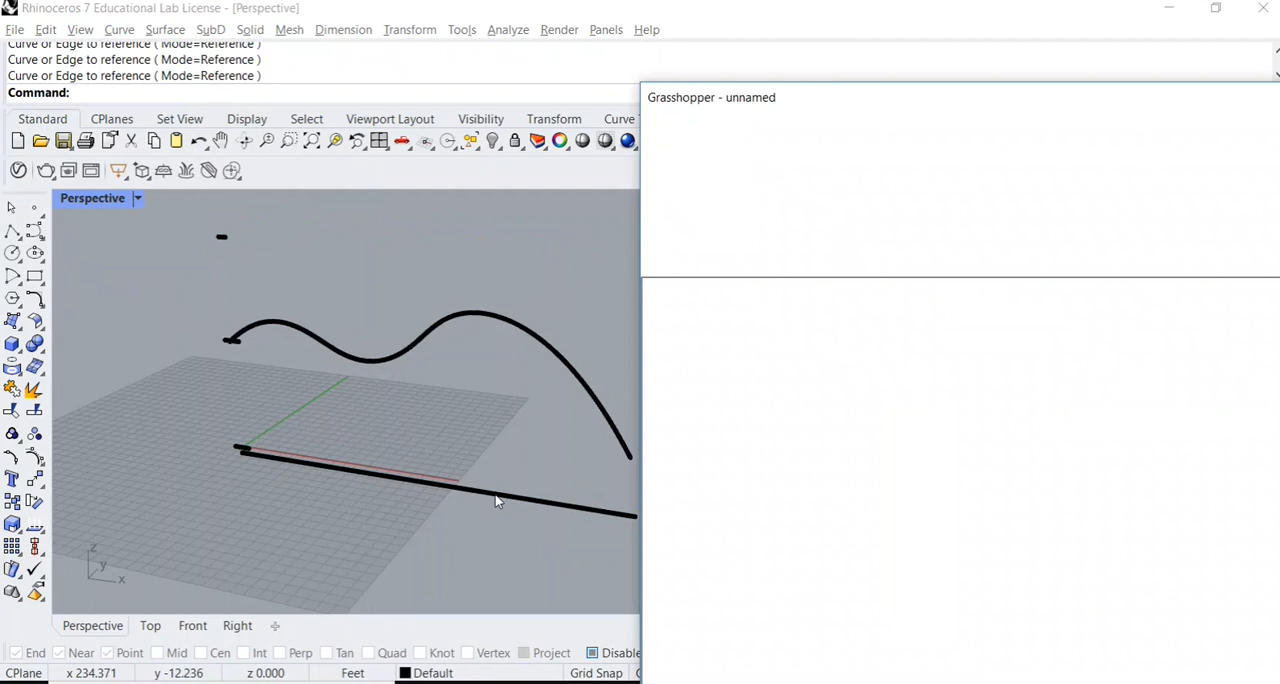 Rhinoceros 7 Educational Lab License - [Perspective]
File Edit View Curve Surface SubD Solid Mesh Dimension Transform Tools Analyze Render Panels Help
Curve or Edge to reference ( Mode=Reference )
Curve or Edge to reference ( Mode=Reference )
Curve or Edge to reference ( Mode=Reference )
Command:
Standard CPlanes Set View Display Select Viewport Layout Visibility Transform Curve
Grasshopper - unnamed
Perspective
z
y
x
Perspective Top Front Right
End Near Point Mid Cen Int Perp Tan Quad Knot Vertex Project Disable
CPlane x 234.371 y -12.236 z 0.000 Feet Default Grid Snap